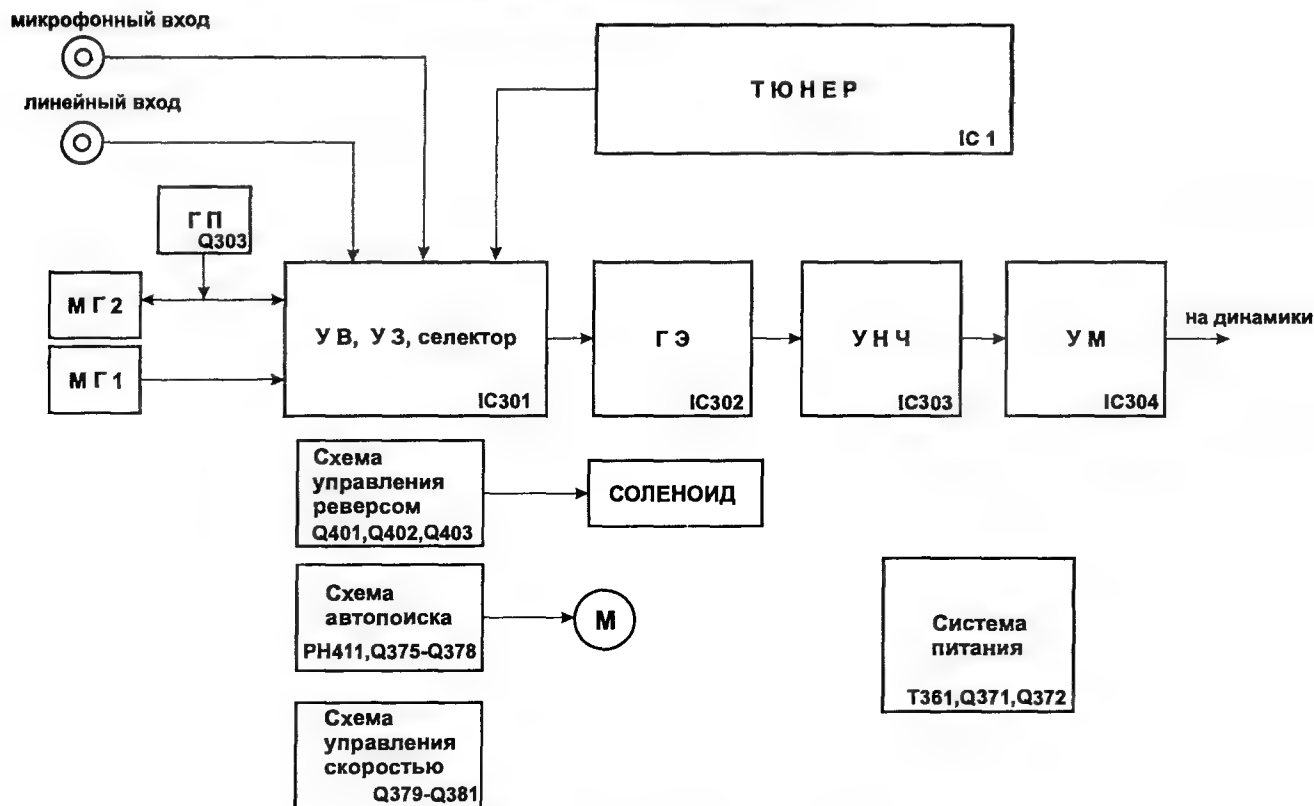 микрофонный вход
линейный вход
ТЮНЕР
IC 1
ГП
Q303
МГ2
МГ1
УВ, УЗ, селектор
IC301
ГЭ
IC302
УНЧ
IC303
УМ
IC304
на динамики
Схема
управления
реверсом
Q401,Q402,Q403
СОЛЕНОИД
Схема
автопоиска
PH411,Q375-Q378
М
Система
питания
T361,Q371,Q372
Схема
управления
скоростью
Q379-Q381